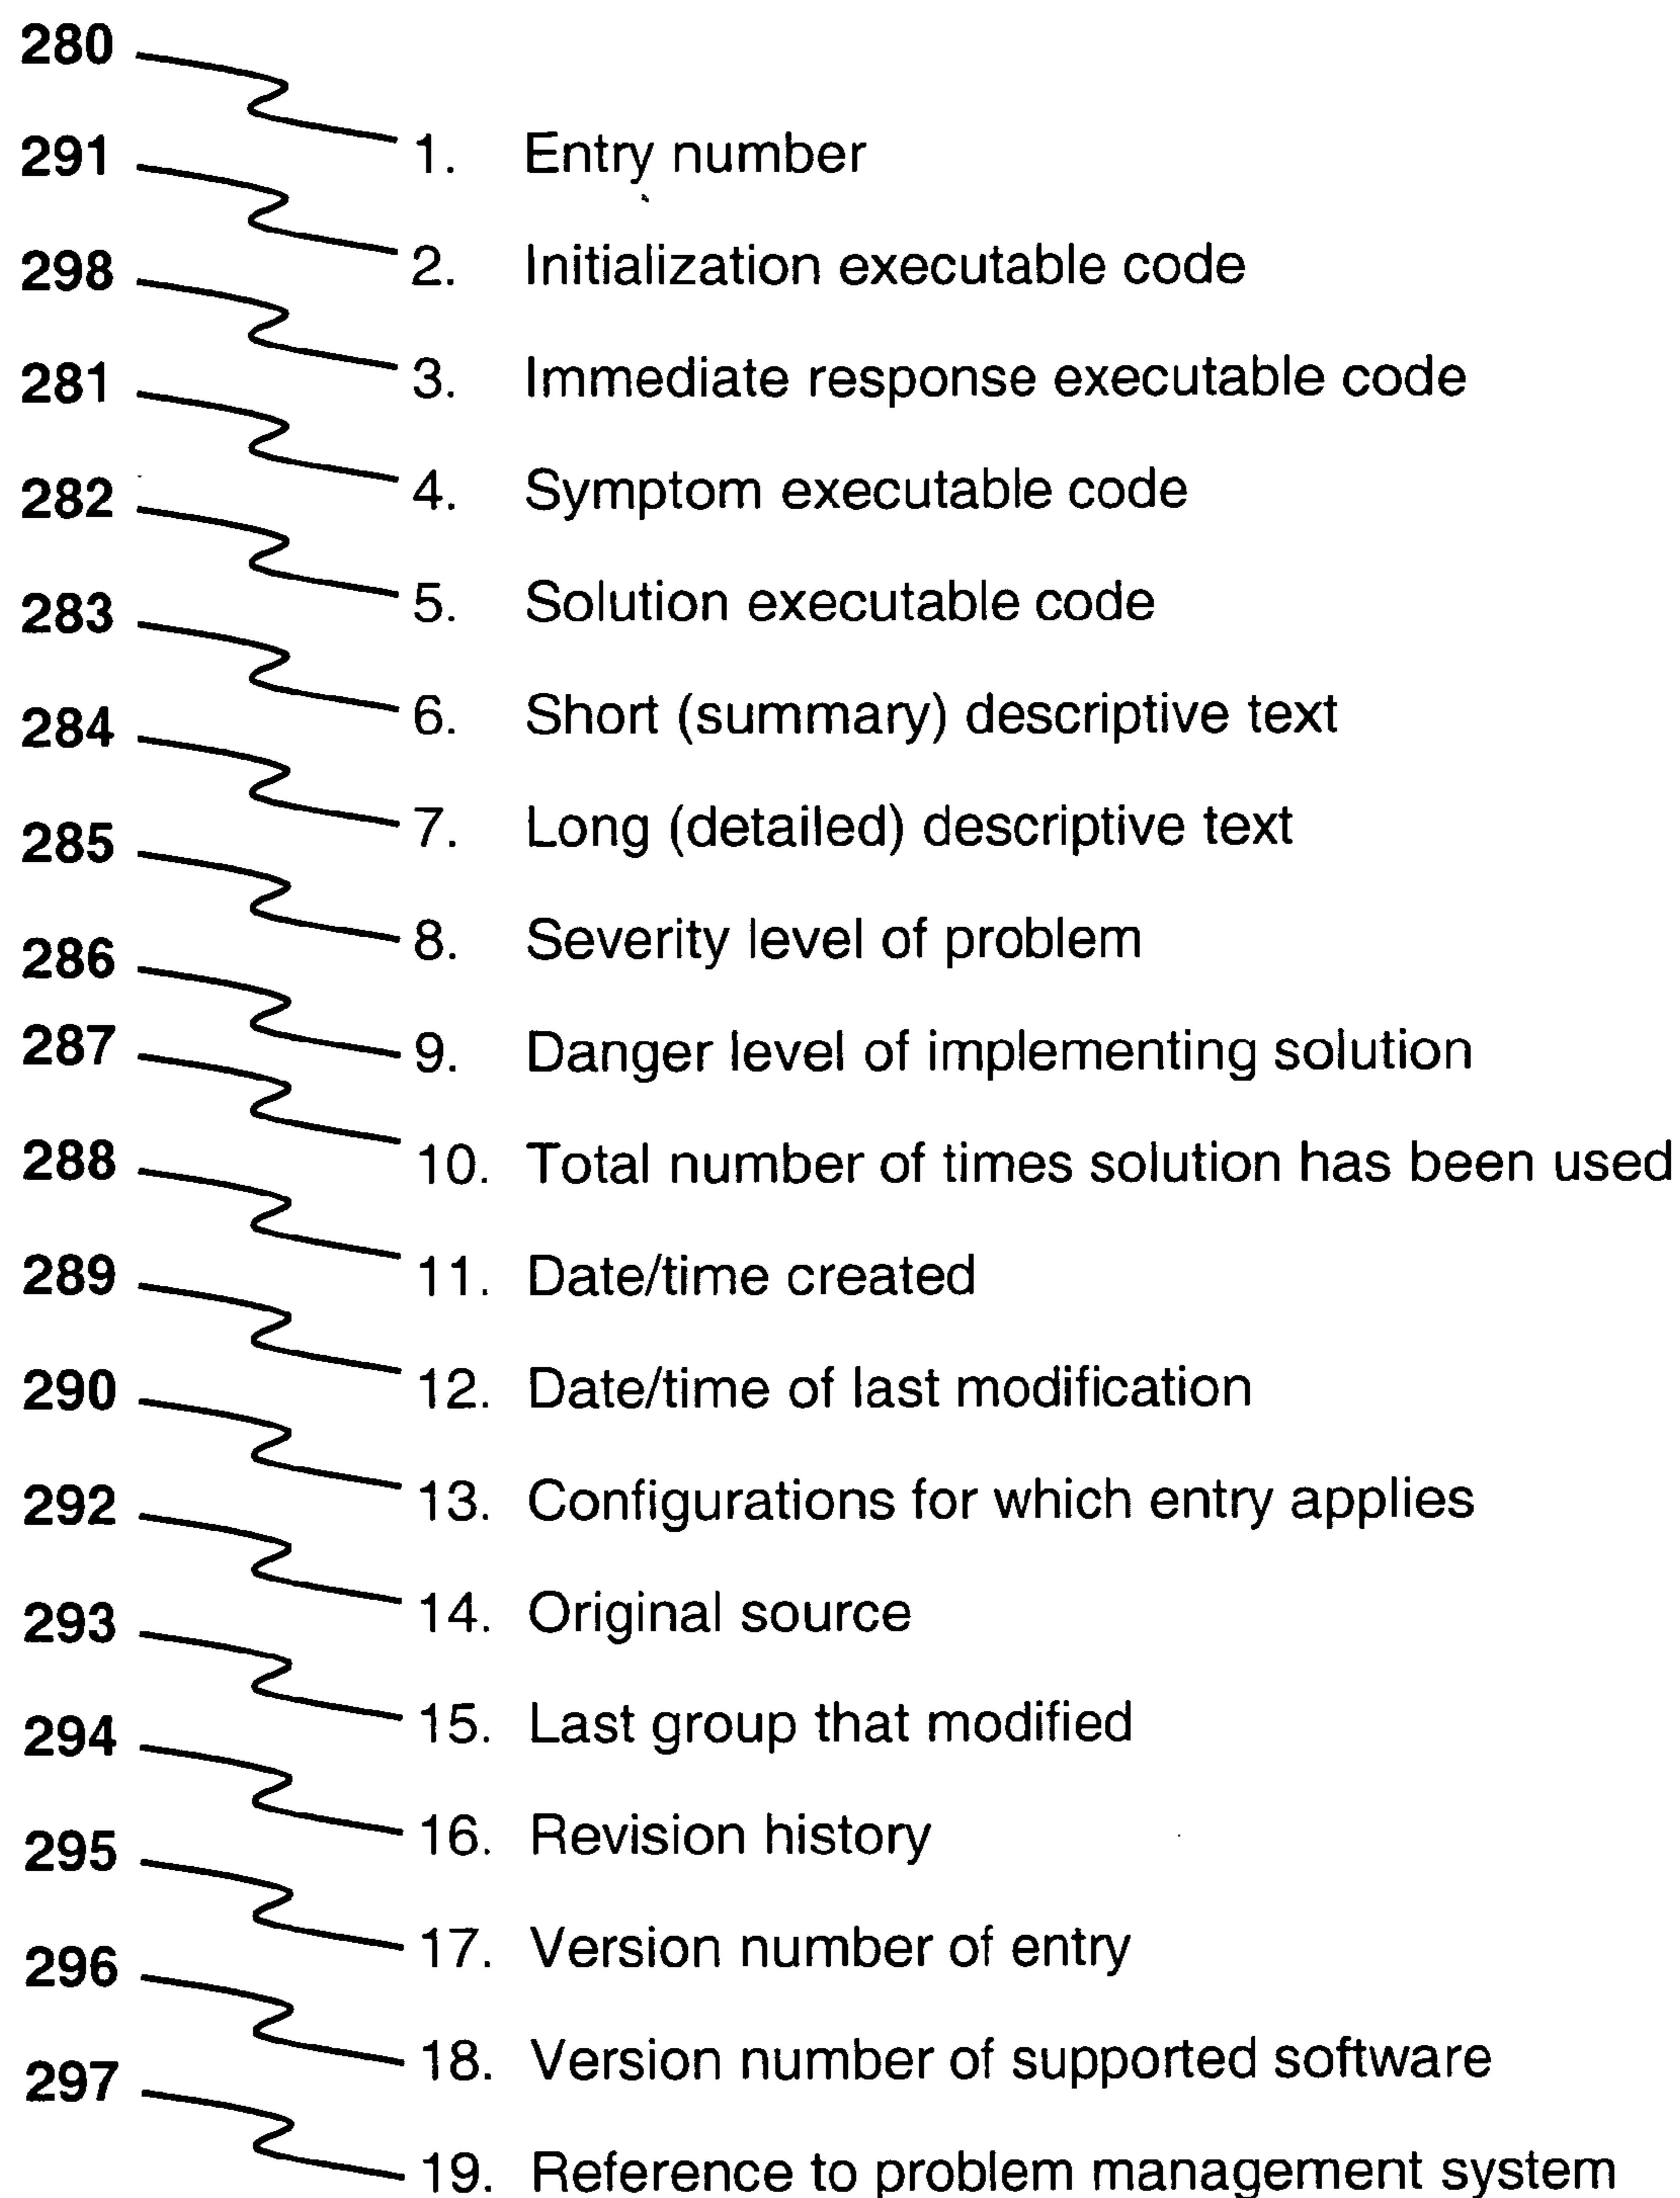 280
1. Entry number
291
2. Initialization executable code
298
3. Immediate response executable code
281
4. Symptom executable code
282
5. Solution executable code
283
6. Short (summary) descriptive text
284
7. Long (detailed) descriptive text
285
8. Severity level of problem
286
9. Danger level of implementing solution
287
10. Total number of times solution has been used
288
11. Date/time created
289
12. Date/time of last modification
290
13. Configurations for which entry applies
292
14. Original source
293
15. Last group that modified
294
16. Revision history
295
17. Version number of entry
296
18. Version number of supported software
297
19. Reference to problem management system